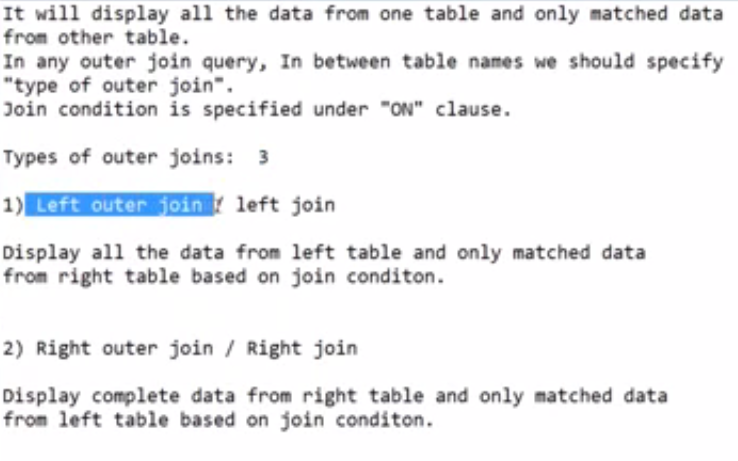 It will display all the data from one table and only matched data
from other table.
In any outer join query, In between table names we should specify
"type of outer join".
Join condition is specified under "ON" clause.
Types of outer joins:  3
1) Left outer join / left join
Display all the data from left table and only matched data
from right table based on join conditon.
2) Right outer join / Right join
Display complete data from right table and only matched data
from left table based on join conditon.